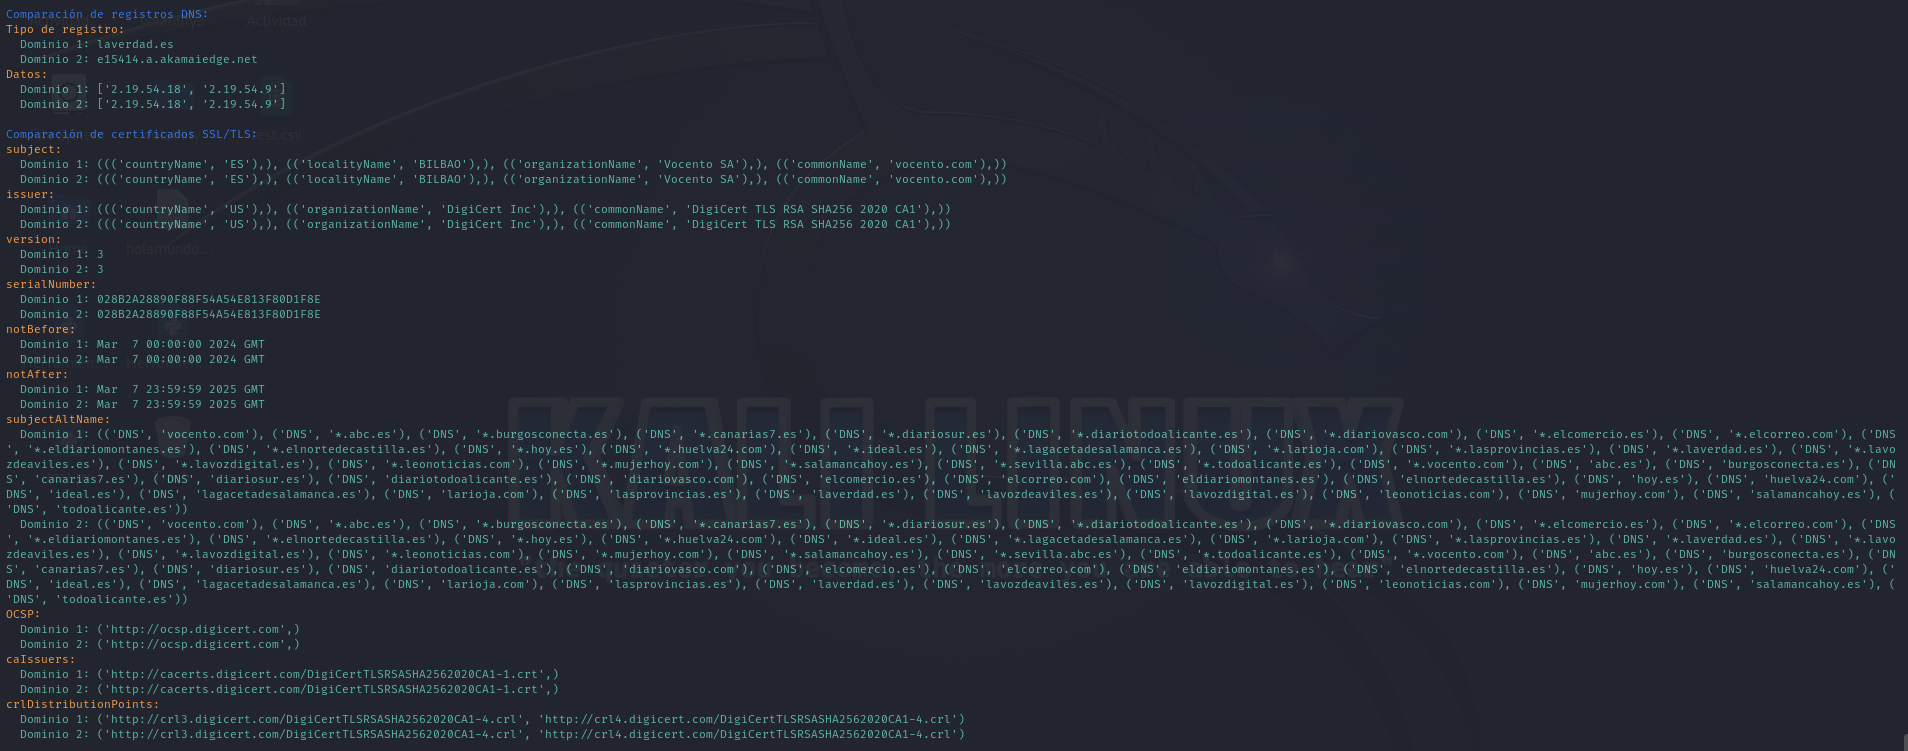 Comparación de registros DNS:
Tipo de registro:
  Dominio 1: laverdad.es
  Dominio 2: e15414.a.akamaiedge.net
Datos:
  Dominio 1: ['2.19.54.18', '2.19.54.9']
  Dominio 2: ['2.19.54.18', '2.19.54.9']

Comparación de certificados SSL/TLS:
subject:
  Dominio 1: ((('countryName', 'ES'),), (('localityName', 'BILBAO'),), (('organizationName', 'Vocento SA'),), (('commonName', 'vocento.com'),))
  Dominio 2: ((('countryName', 'ES'),), (('localityName', 'BILBAO'),), (('organizationName', 'Vocento SA'),), (('commonName', 'vocento.com'),))
issuer:
  Dominio 1: ((('countryName', 'US'),), (('organizationName', 'DigiCert Inc'),), (('commonName', 'DigiCert TLS RSA SHA256 2020 CA1'),))
  Dominio 2: ((('countryName', 'US'),), (('organizationName', 'DigiCert Inc'),), (('commonName', 'DigiCert TLS RSA SHA256 2020 CA1'),))
version:
  Dominio 1: 3
  Dominio 2: 3
serialNumber:
  Dominio 1: 028B2A28890F88F54A54E813F80D1F8E
  Dominio 2: 028B2A28890F88F54A54E813F80D1F8E
notBefore:
  Dominio 1: Mar  7 00:00:00 2024 GMT
  Dominio 2: Mar  7 00:00:00 2024 GMT
notAfter:
  Dominio 1: Mar  7 23:59:59 2025 GMT
  Dominio 2: Mar  7 23:59:59 2025 GMT
subjectAltName:
  Dominio 1: (('DNS', 'vocento.com'), ('DNS', '*.abc.es'), ('DNS', '*.burgosconecta.es'), ('DNS', '*.canarias7.es'), ('DNS', '*.diariosur.es'), ('DNS', '*.diariotodoalicante.es'), ('DNS', '*.diariovasco.com'), ('DNS', '*.elcomercio.es'), ('DNS', '*.elcorreo.com'), ('DNS
', '*.eldiariomontanes.es'), ('DNS', '*.elnortedecastilla.es'), ('DNS', '*.hoy.es'), ('DNS', '*.huelva24.com'), ('DNS', '*.ideal.es'), ('DNS', '*.lagacetadesalamanca.es'), ('DNS', '*.larioja.com'), ('DNS', '*.lasprovincias.es'), ('DNS', '*.laverdad.es'), ('DNS', '*.lavo
zdeaviles.es'), ('DNS', '*.lavozdigital.es'), ('DNS', '*.leonoticias.com'), ('DNS', '*.mujerhoy.com'), ('DNS', '*.salamancahoy.es'), ('DNS', '*.sevilla.abc.es'), ('DNS', '*.todoalicante.es'), ('DNS', '*.vocento.com'), ('DNS', 'abc.es'), ('DNS', 'burgosconecta.es'), ('DN
S', 'canarias7.es'), ('DNS', 'diariosur.es'), ('DNS', 'diariotodoalicante.es'), ('DNS', 'diariovasco.com'), ('DNS', 'elcomercio.es'), ('DNS', 'elcorreo.com'), ('DNS', 'eldiariomontanes.es'), ('DNS', 'elnortedecastilla.es'), ('DNS', 'hoy.es'), ('DNS', 'huelva24.com'), ('
DNS', 'ideal.es'), ('DNS', 'lagacetadesalamanca.es'), ('DNS', 'larioja.com'), ('DNS', 'lasprovincias.es'), ('DNS', 'laverdad.es'), ('DNS', 'lavozdeaviles.es'), ('DNS', 'lavozdigital.es'), ('DNS', 'leonoticias.com'), ('DNS', 'mujerhoy.com'), ('DNS', 'salamancahoy.es'), (
'DNS', 'todoalicante.es'))
  Dominio 2: (('DNS', 'vocento.com'), ('DNS', '*.abc.es'), ('DNS', '*.burgosconecta.es'), ('DNS', '*.canarias7.es'), ('DNS', '*.diariosur.es'), ('DNS', '*.diariotodoalicante.es'), ('DNS', '*.diariovasco.com'), ('DNS', '*.elcomercio.es'), ('DNS', '*.elcorreo.com'), ('DNS
', '*.eldiariomontanes.es'), ('DNS', '*.elnortedecastilla.es'), ('DNS', '*.hoy.es'), ('DNS', '*.huelva24.com'), ('DNS', '*.ideal.es'), ('DNS', '*.lagacetadesalamanca.es'), ('DNS', '*.larioja.com'), ('DNS', '*.lasprovincias.es'), ('DNS', '*.laverdad.es'), ('DNS', '*.lavo
zdeaviles.es'), ('DNS', '*.lavozdigital.es'), ('DNS', '*.leonoticias.com'), ('DNS', '*.mujerhoy.com'), ('DNS', '*.salamancahoy.es'), ('DNS', '*.sevilla.abc.es'), ('DNS', '*.todoalicante.es'), ('DNS', '*.vocento.com'), ('DNS', 'abc.es'), ('DNS', 'burgosconecta.es'), ('DN
S', 'canarias7.es'), ('DNS', 'diariosur.es'), ('DNS', 'diariotodoalicante.es'), ('DNS', 'diariovasco.com'), ('DNS', 'elcomercio.es'), ('DNS', 'elcorreo.com'), ('DNS', 'eldiariomontanes.es'), ('DNS', 'elnortedecastilla.es'), ('DNS', 'hoy.es'), ('DNS', 'huelva24.com'), ('
DNS', 'ideal.es'), ('DNS', 'lagacetadesalamanca.es'), ('DNS', 'larioja.com'), ('DNS', 'lasprovincias.es'), ('DNS', 'laverdad.es'), ('DNS', 'lavozdeaviles.es'), ('DNS', 'lavozdigital.es'), ('DNS', 'leonoticias.com'), ('DNS', 'mujerhoy.com'), ('DNS', 'salamancahoy.es'), (
'DNS', 'todoalicante.es'))
OCSP:
  Dominio 1: ('http://ocsp.digicert.com',)
  Dominio 2: ('http://ocsp.digicert.com',)
caIssuers:
  Dominio 1: ('http://cacerts.digicert.com/DigiCertTLSRSASHA2562020CA1-1.crt',)
  Dominio 2: ('http://cacerts.digicert.com/DigiCertTLSRSASHA2562020CA1-1.crt',)
crlDistributionPoints:
  Dominio 1: ('http://crl3.digicert.com/DigiCertTLSRSASHA2562020CA1-4.crl', 'http://crl4.digicert.com/DigiCertTLSRSASHA2562020CA1-4.crl')
  Dominio 2: ('http://crl3.digicert.com/DigiCertTLSRSASHA2562020CA1-4.crl', 'http://crl4.digicert.com/DigiCertTLSRSASHA2562020CA1-4.crl')
Actividad
holamundo...
KALI LINUX